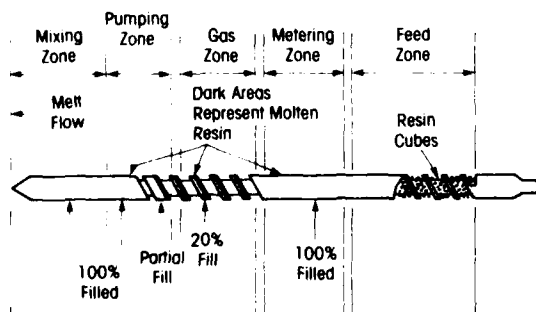 Mixing
Zone
Pumping
Zone
Gas
Zone
Metering
Zone
Feed
Zone
Melt
Flow
Dark Areas
Represent Molten
Resin
Resin
Cubes
100%
Filled
Partial
Fill
20%
Fill
100%
Filled